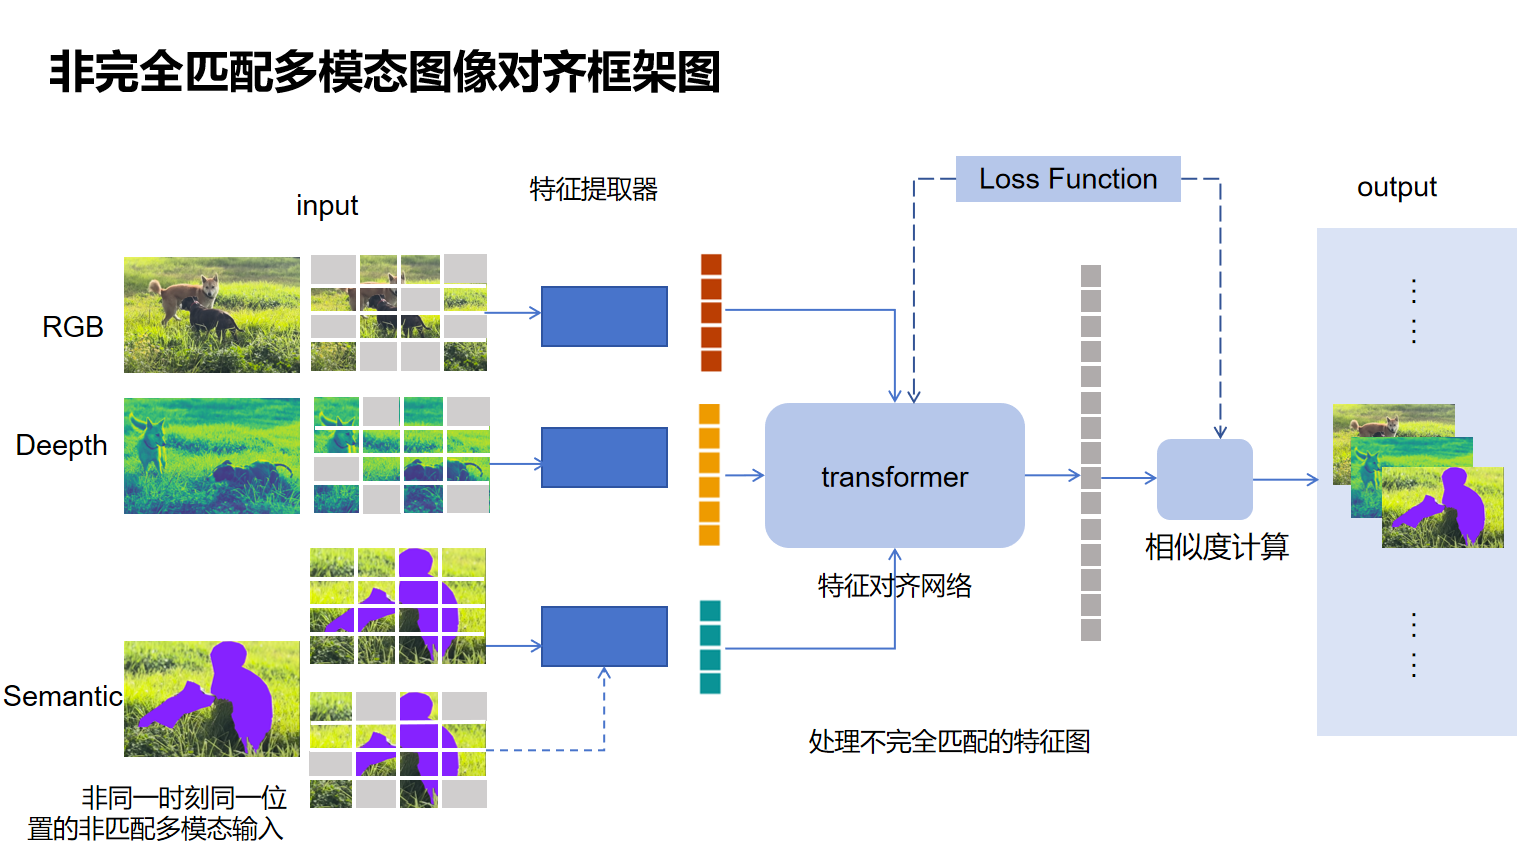 非完全匹配多模态图像对齐框架图
input
特征提取器
Loss Function
output
RGB
Deepth
transformer
相似度计算
特征对齐网络
Semantic
处理不完全匹配的特征图
非同一时刻同一位
置的非匹配多模态输入